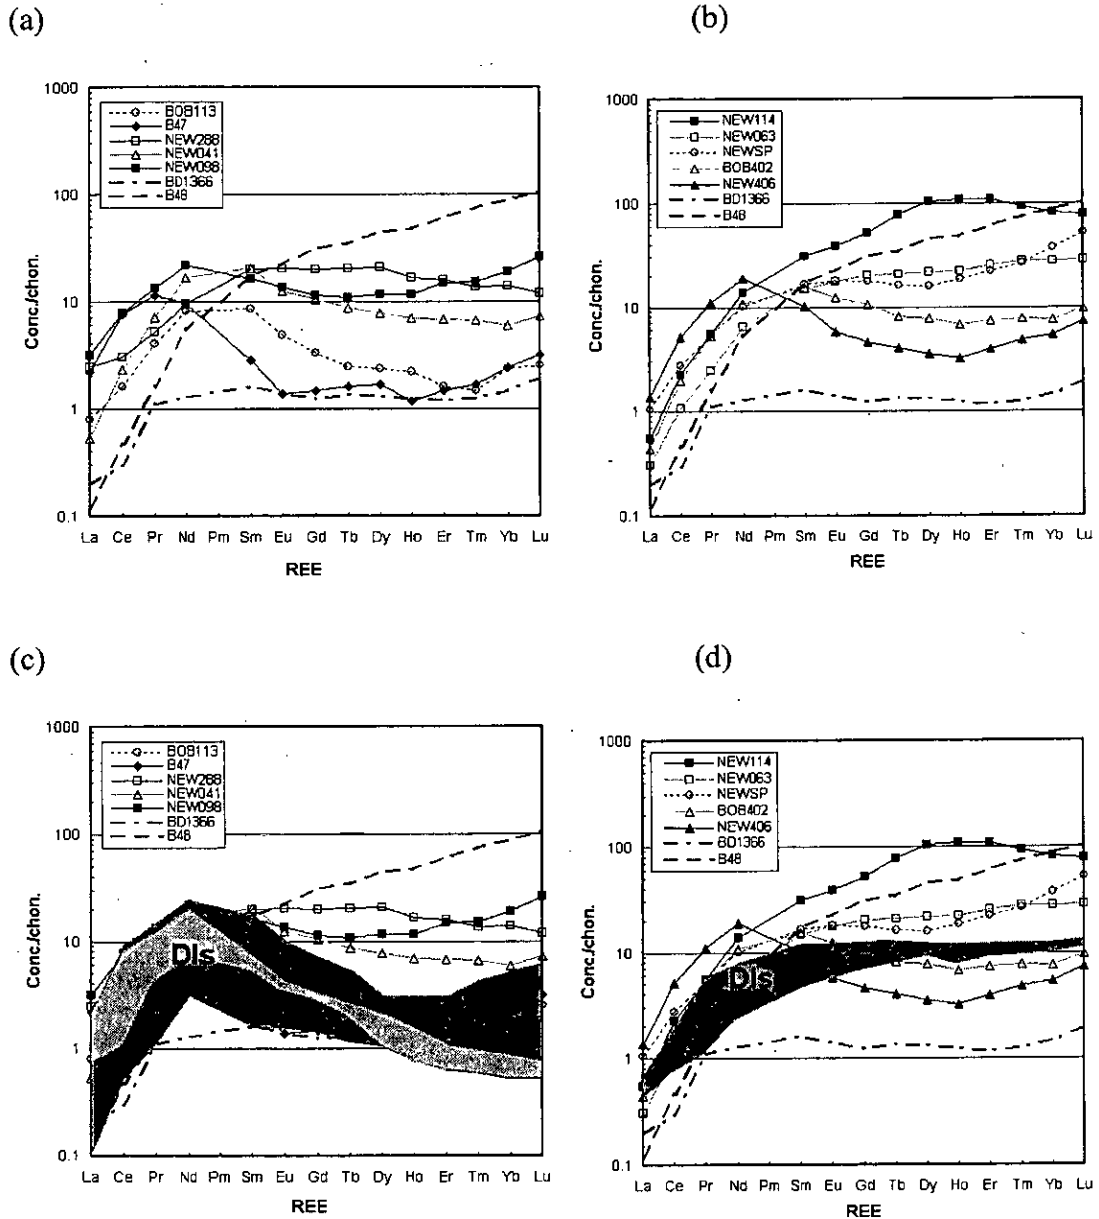 (a)
1000
100
10
1
0.1
Conc./chon.
BOB113
B47
NEW288
NEW041
NEW098
BD1366
B48
La Ce Pr Nd Pm Sm Eu Gd Tb Dy Ho Er Tm Yb Lu
REE
(b)
1000
100
10
1
0.1
Conc./chon.
NEW114
NEW063
NEWSP
BOB402
NEW406
BD1366
B48
La Ce Pr Nd Pm Sm Eu Gd Tb Dy Ho Er Tm Yb Lu
REE
(c)
1000
100
10
1
0.1
Conc./chon.
BOB113
B47
NEW288
NEW041
NEW098
BD1366
B48
DIs
La Ce Pr Nd Pm Sm Eu Gd Tb Dy Ho Er Tm Yb Lu
REE
(d)
1000
100
10
1
0.1
Conc./chon.
NEW114
NEW063
NEWSP
BOB402
NEW406
BD1366
B48
DIs
La Ce Pr Nd Pm Sm Eu Gd Tb Dy Ho Er Tm Yb Lu
REE